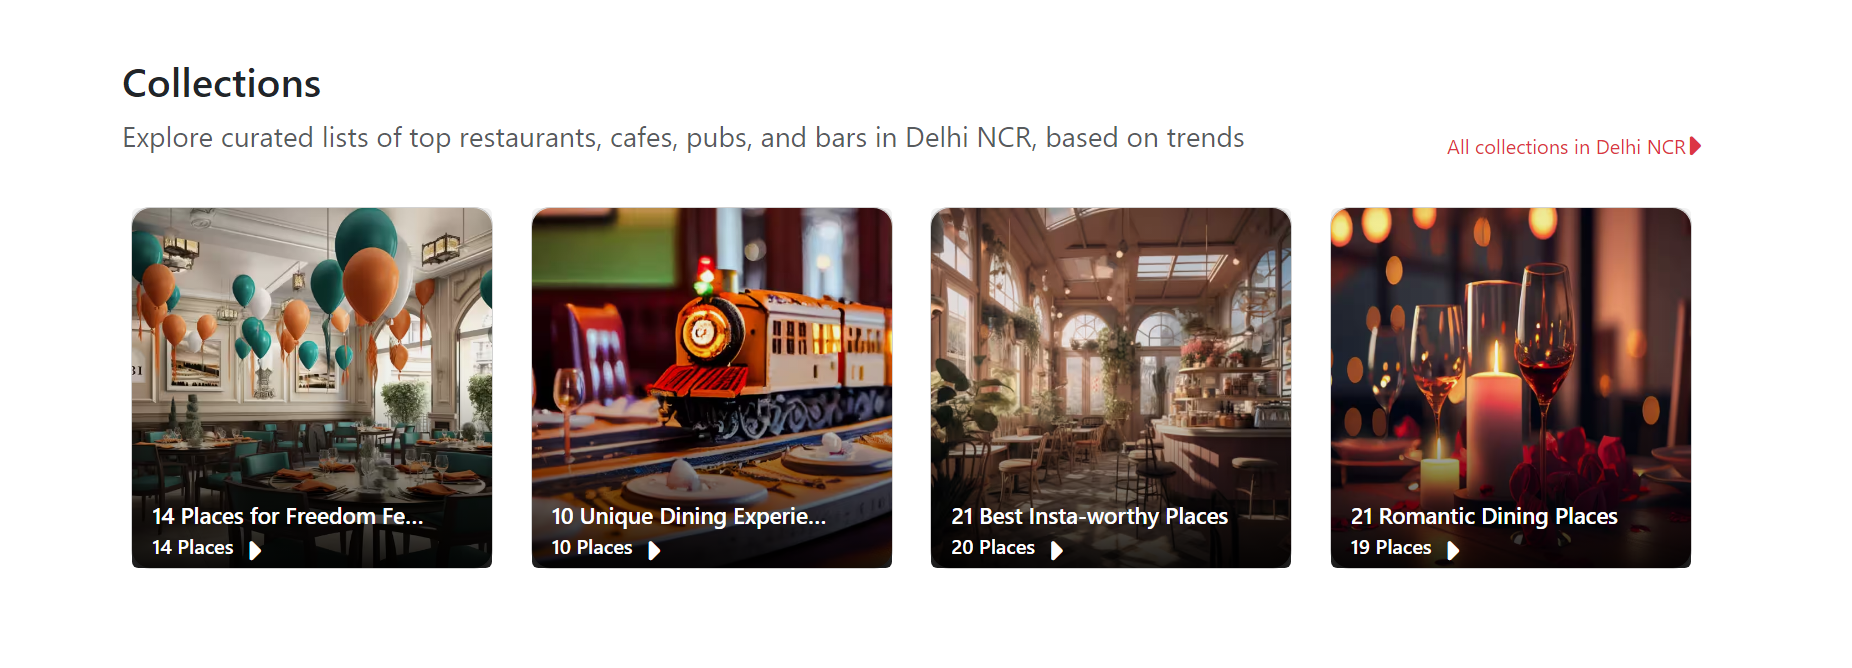 Collections
Explore curated lists of top restaurants, cafes, pubs, and bars in Delhi NCR, based on trends
All collections in Delhi NCR
14 Places for Freedom Fe...
14 Places
10 Unique Dining Experie...
10 Places
21 Best Insta-worthy Places
20 Places
21 Romantic Dining Places
19 Places